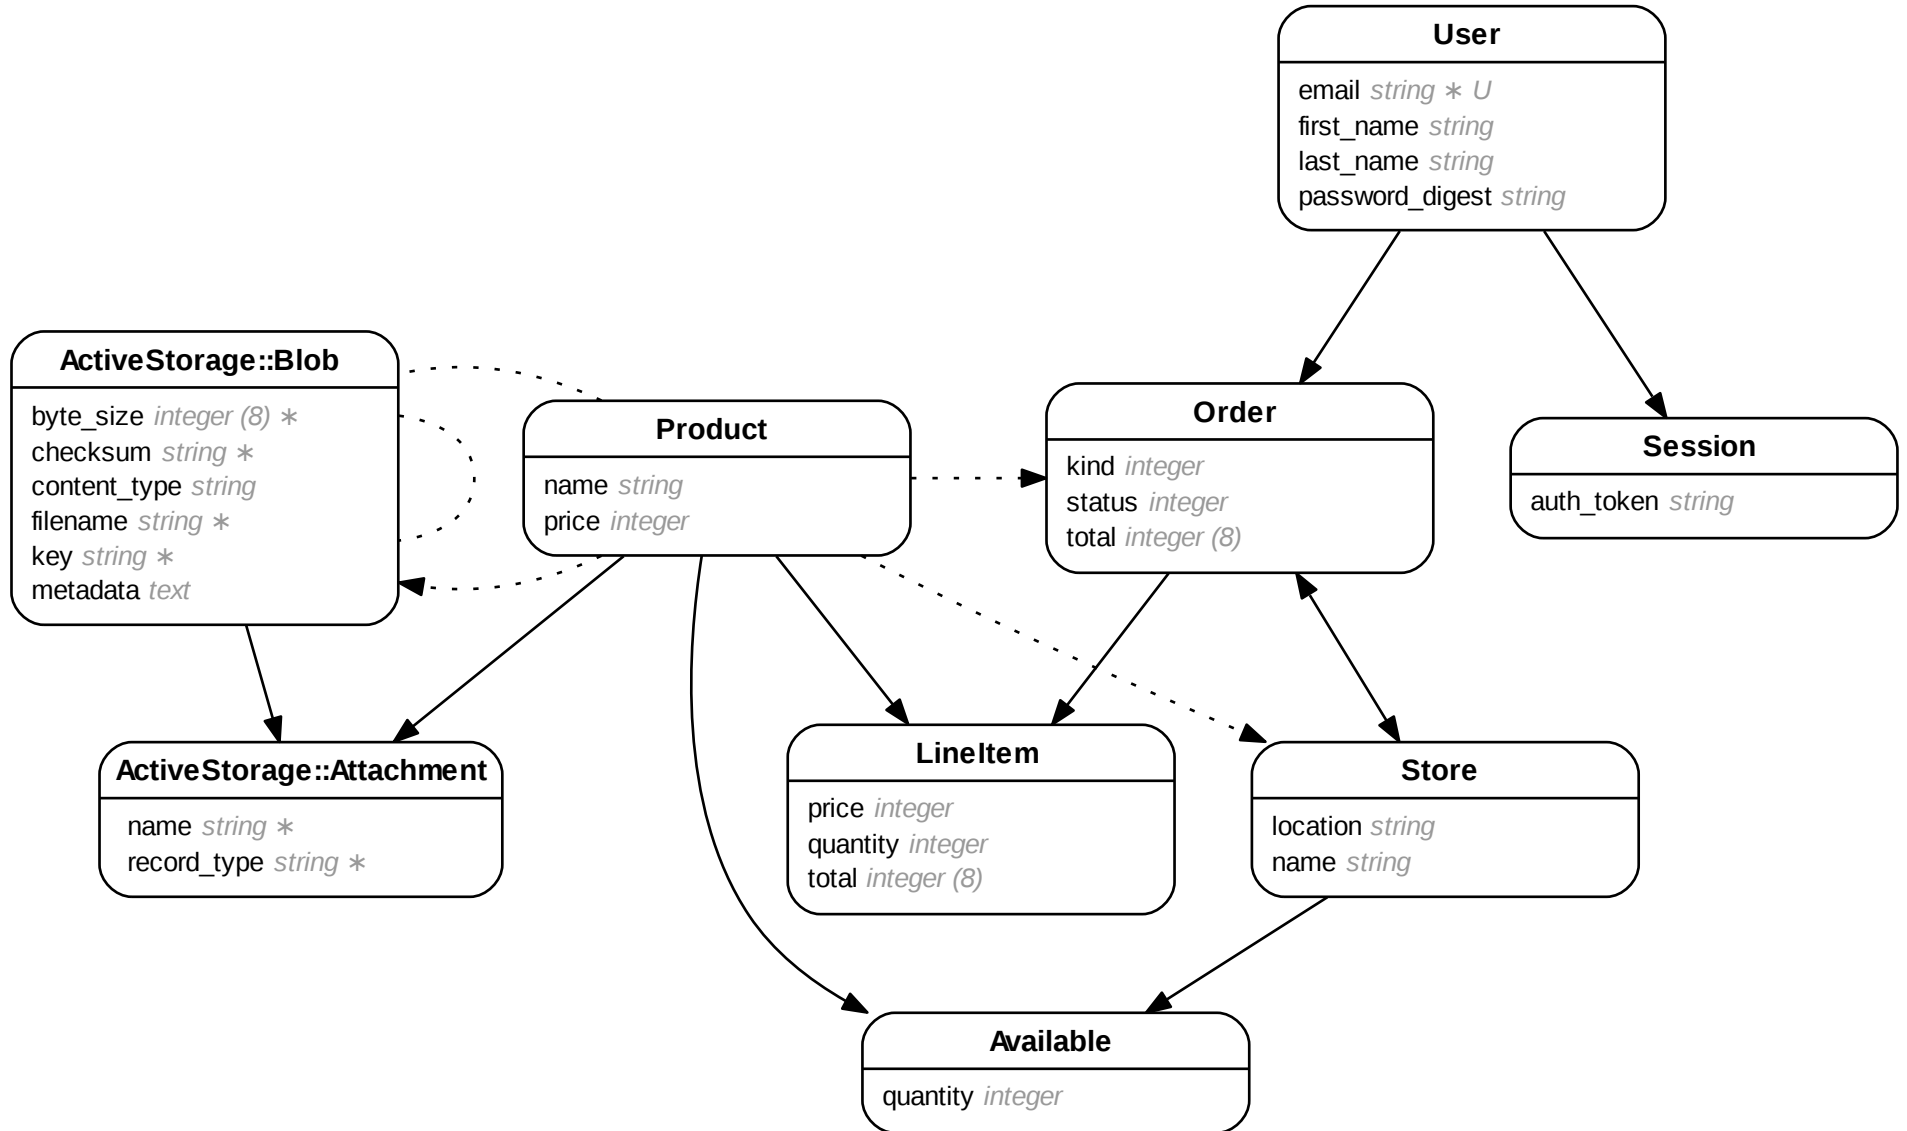 User
email string ∗ U
first_name string
last_name string
password_digest string
ActiveStorage::Blob
byte_size integer (8) ∗
checksum string ∗
content_type string
filename string ∗
key string ∗
metadata text
Product
name string
price integer
Order
kind integer
status integer
total integer (8)
Session
auth_token string
ActiveStorage::Attachment
name string ∗
record_type string ∗
LineItem
price integer
quantity integer
total integer (8)
Store
location string
name string
Available
quantity integer